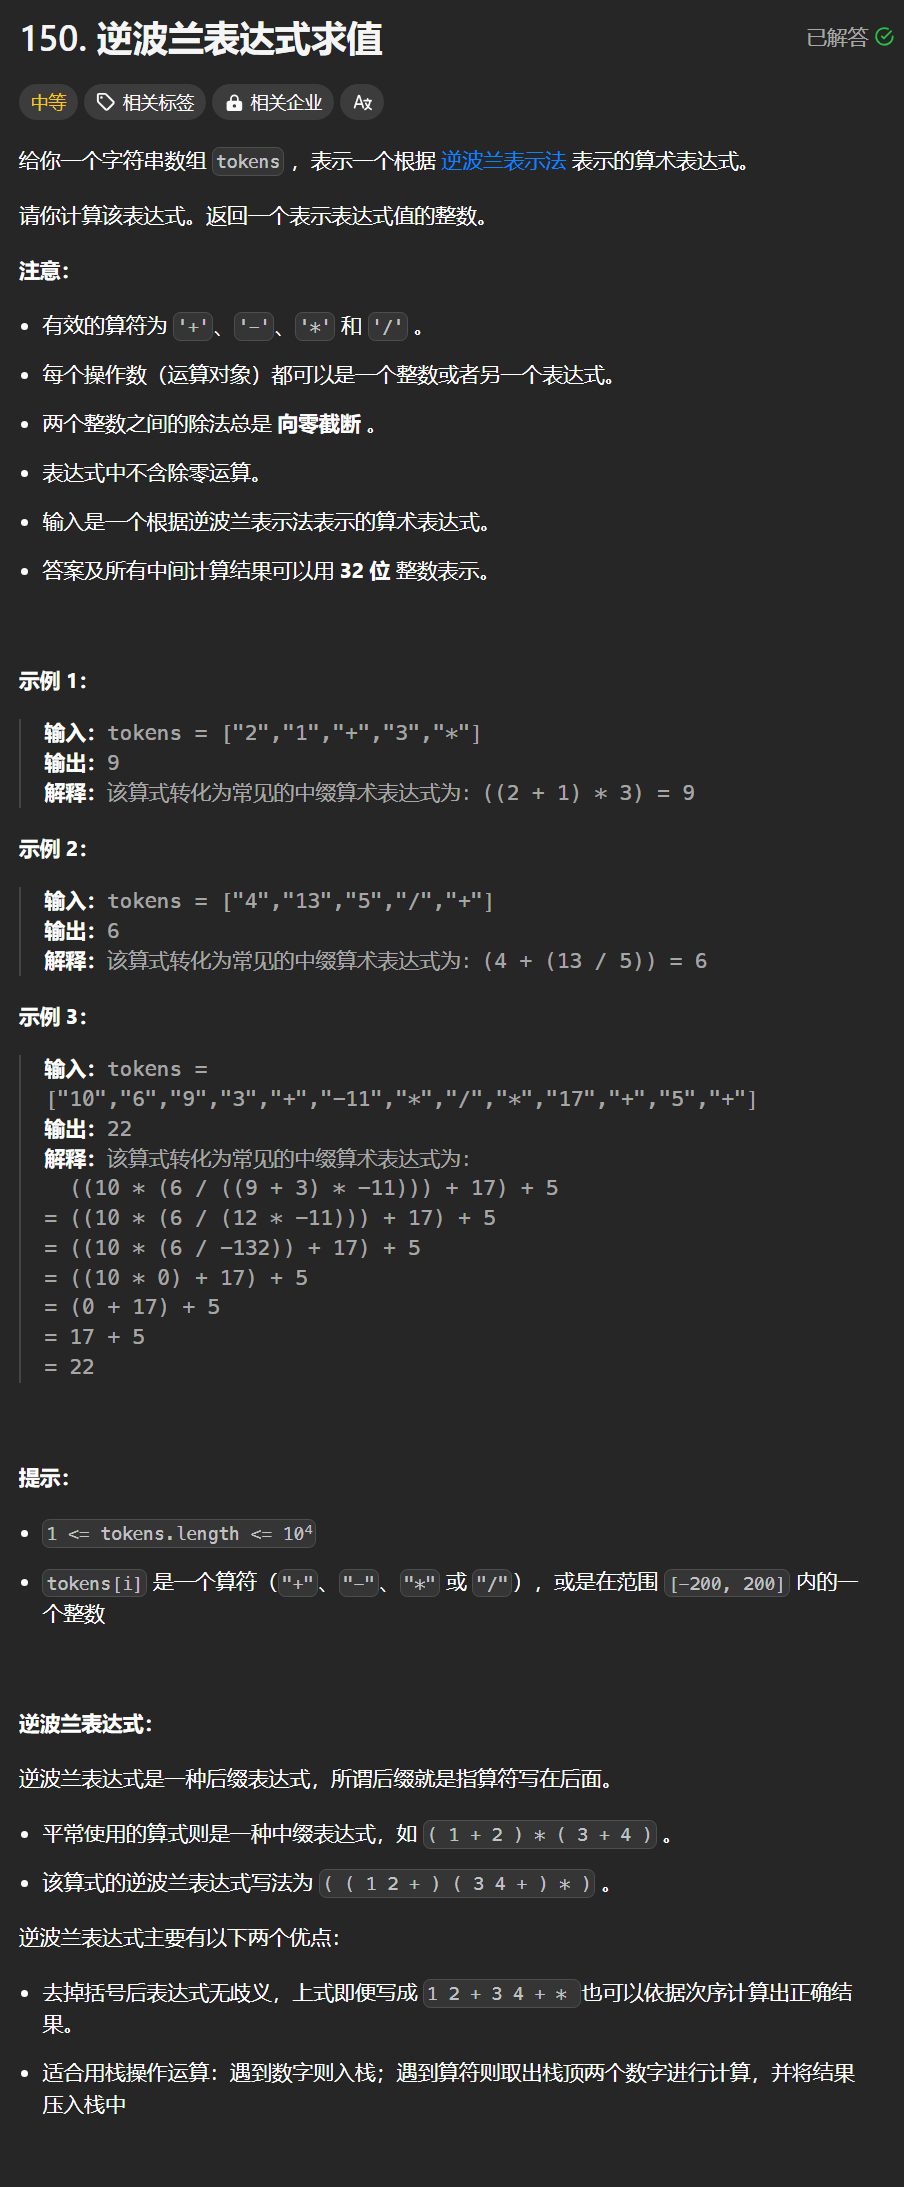 150. 逆波兰表达式求值
已解答
中等
相关标签
相关企业
给你一个字符串数组 tokens ，表示一个根据 逆波兰表示法 表示的算术表达式。
请你计算该表达式。返回一个表示表达式值的整数。
注意：
• 有效的算符为 '+'、'-'、'*' 和 '/' 。
• 每个操作数（运算对象）都可以是一个整数或者另一个表达式。
• 两个整数之间的除法总是 向零截断 。
• 表达式中不含除零运算。
• 输入是一个根据逆波兰表示法表示的算术表达式。
• 答案及所有中间计算结果可以用 32 位 整数表示。
示例 1：
输入：tokens = ["2","1","+","3","*"]
输出：9
解释：该算式转化为常见的中缀算术表达式为：((2 + 1) * 3) = 9
示例 2：
输入：tokens = ["4","13","5","/","+"]
输出：6
解释：该算式转化为常见的中缀算术表达式为：(4 + (13 / 5)) = 6
示例 3：
输入：tokens =
["10","6","9","3","+","-11","*","/","*","17","+","5","+"]
输出：22
解释：该算式转化为常见的中缀算术表达式为：
((10 * (6 / ((9 + 3) * -11))) + 17) + 5
= ((10 * (6 / (12 * -11))) + 17) + 5
= ((10 * (6 / -132)) + 17) + 5
= ((10 * 0) + 17) + 5
= (0 + 17) + 5
= 17 + 5
= 22
提示：
• 1 <= tokens.length <= 10⁴
• tokens[i] 是一个算符（"+"、"-"、"*" 或 "/"），或是在范围 [-200, 200] 内的一
个整数
逆波兰表达式：
逆波兰表达式是一种后缀表达式，所谓后缀就是指算符写在后面。
• 平常使用的算式则是一种中缀表达式，如 ( 1 + 2 ) * ( 3 + 4 ) 。
• 该算式的逆波兰表达式写法为 ( ( 1 2 + ) ( 3 4 + ) * ) 。
逆波兰表达式主要有以下两个优点：
• 去掉括号后表达式无歧义，上式即便写成 1 2 + 3 4 + * 也可以依据次序计算出正确结
果。
• 适合用栈操作运算：遇到数字则入栈；遇到算符则取出栈顶两个数字进行计算，并将结果
压入栈中